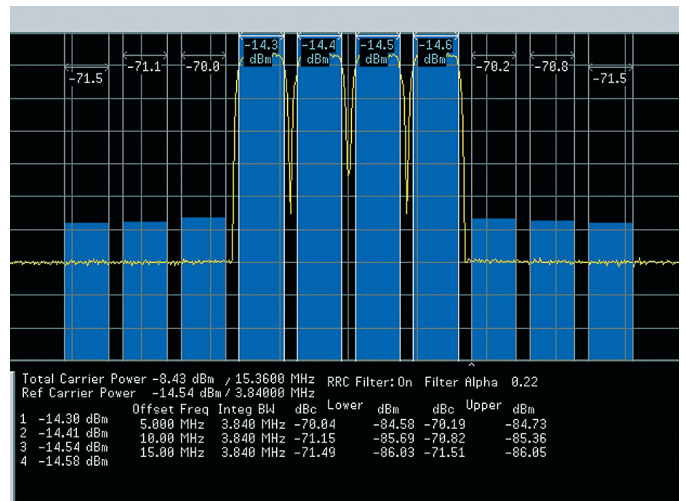 -14.3 -14.4 -14.5 -14.6
dBm dBm dBm dBm
-71.5 -71.1 -70.0 -70.2 -70.8 -71.5
Total Carrier Power -8.43 dBm / 15.3600 MHz RRC Filter: On Filter Alpha 0.22
Ref Carrier Power -14.54 dBm / 3.84000 MHz
Offset Freq Integ BW dBc Lower dBm dBc Upper dBm
1 -14.30 dBm 5.000 MHz 3.840 MHz -70.04 -84.58 -70.19 -84.73
2 -14.41 dBm 10.00 MHz 3.840 MHz -71.15 -85.69 -70.82 -85.36
3 -14.54 dBm 15.00 MHz 3.840 MHz -71.49 -86.03 -71.51 -86.05
4 -14.58 dBm